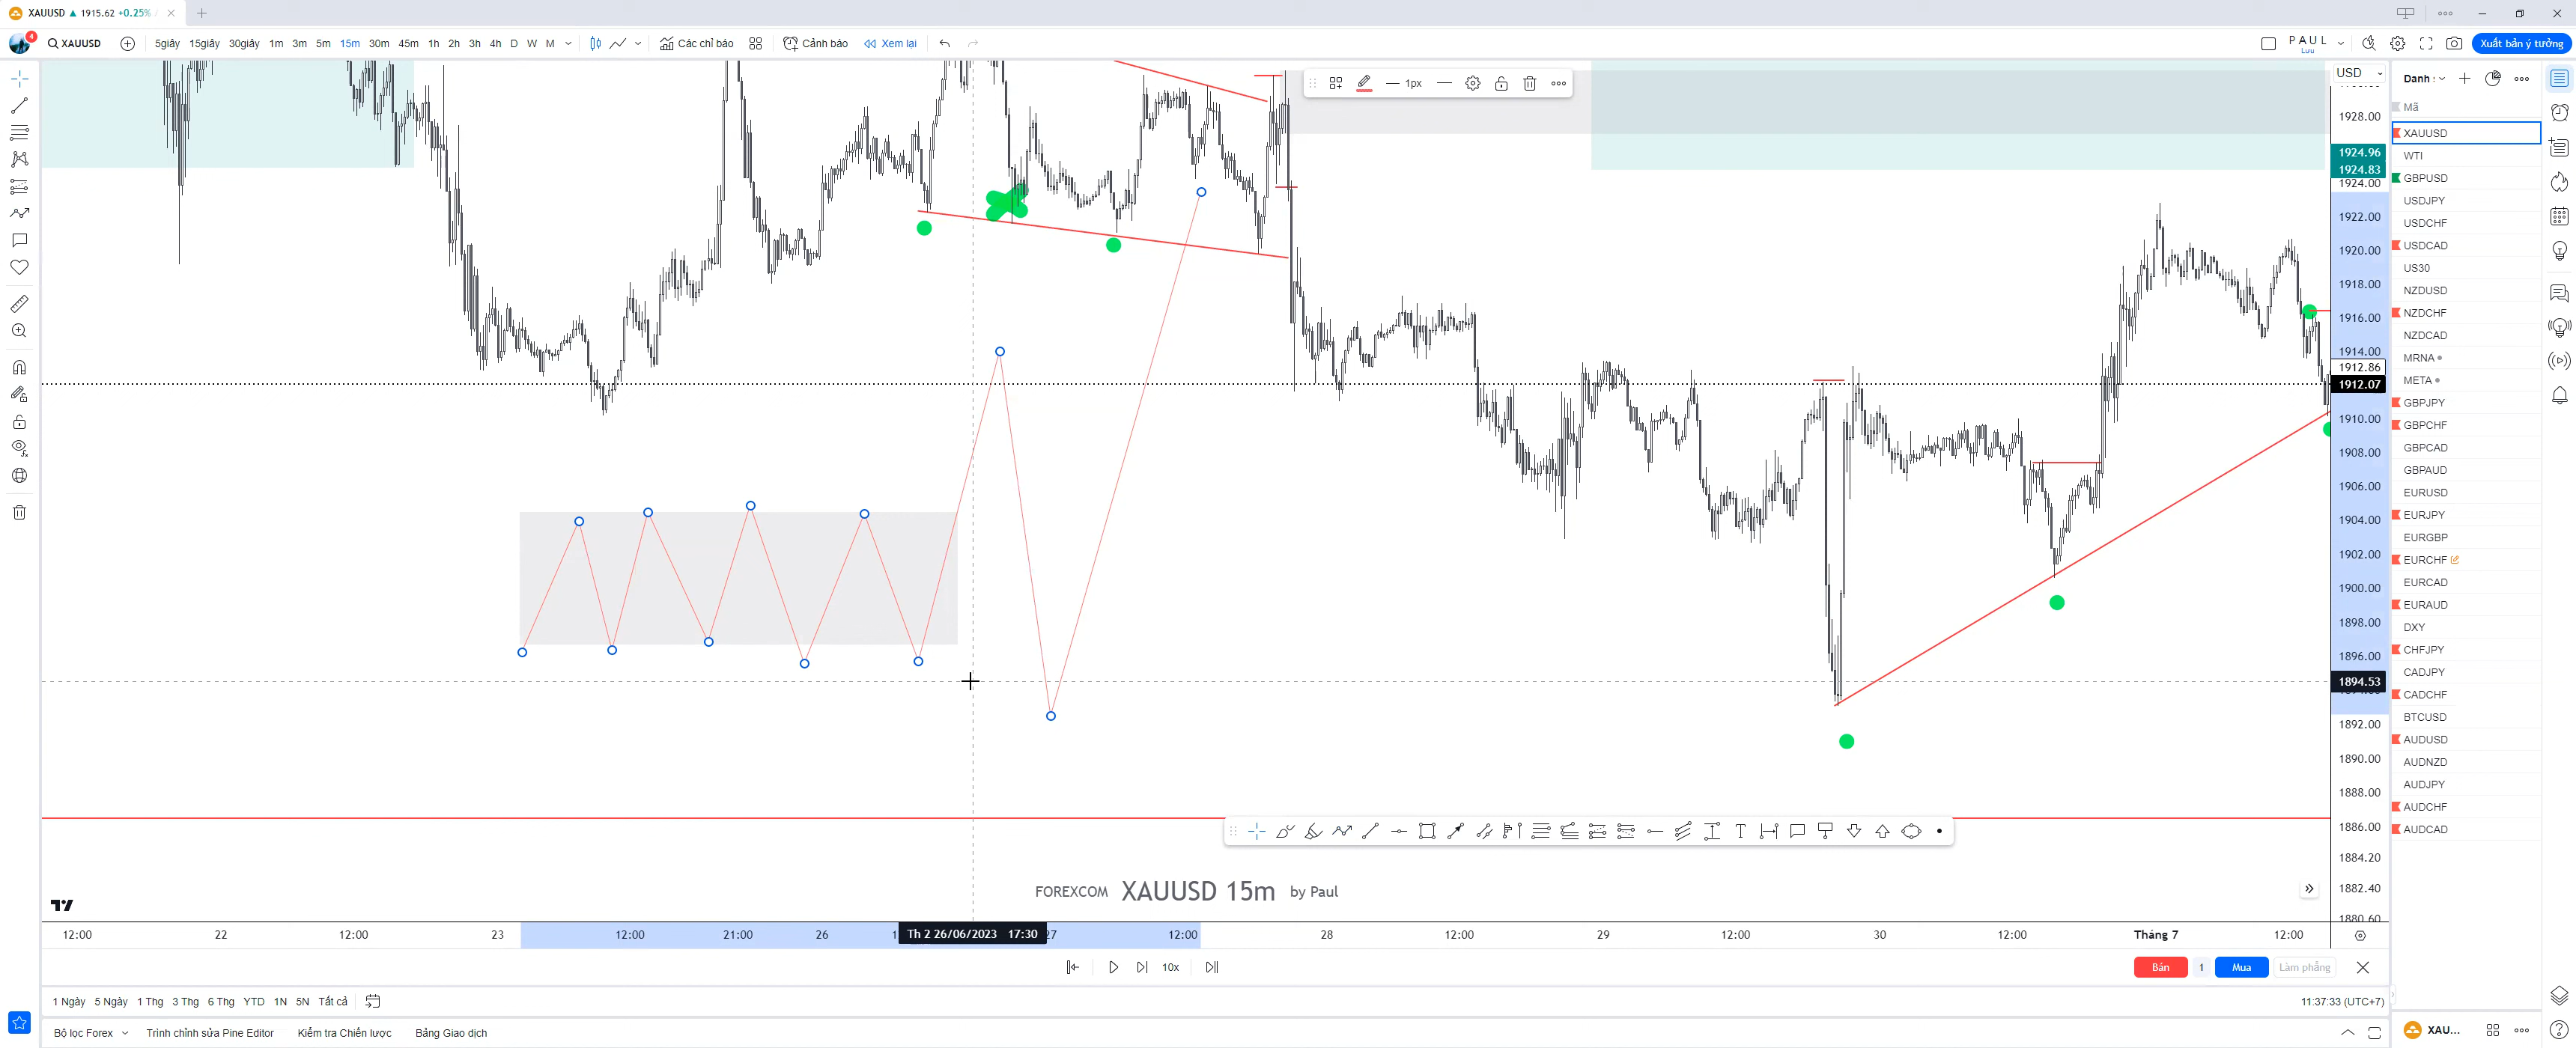 XAUUSD ▲ 1915.62 +0.25%
4
XAUUSD 5giây 15giây 30giây 1m 3m 5m 15m 30m 45m 1h 2h 3h 4h D W M Các chỉ báo Cảnh báo Xem lại
PAUL
Lưu
Xuất bản ý tưởng
1px
USD
1928.00
1924.96
1924.83
1924.00
1922.00
1920.00
1918.00
1916.00
1914.00
1912.86
1912.07
1910.00
1908.00
1906.00
1904.00
1902.00
1900.00
1898.00
1896.00
1894.53
1892.00
1890.00
1888.00
1886.00
1884.20
1882.40
1880.60
Danh :
Mã
XAUUSD
WTI
GBPUSD
USDJPY
USDCHF
USDCAD
US30
NZDUSD
NZDCHF
NZDCAD
MRNA
META
GBPJPY
GBPCHF
GBPCAD
GBPAUD
EURUSD
EURJPY
EURGBP
EURCHF
EURCAD
EURAUD
DXY
CHFJPY
CADJPY
CADCHF
BTCUSD
AUDUSD
AUDNZD
AUDJPY
AUDCHF
AUDCAD
FOREXCOM XAUUSD 15m by Paul
12:00 22 12:00 23 12:00 21:00 26 Th 2 26/06/2023 17:30 27 12:00 28 12:00 29 12:00 30 12:00 Tháng 7 12:00
10x
Bán 1 Mua Làm phẳng
1 Ngày 5 Ngày 1 Thg 3 Thg 6 Thg YTD 1N 5N Tất cả
11:37:33 (UTC+7)
Bộ lọc Forex Trình chỉnh sửa Pine Editor Kiểm tra Chiến lược Bảng Giao dịch
XAU...